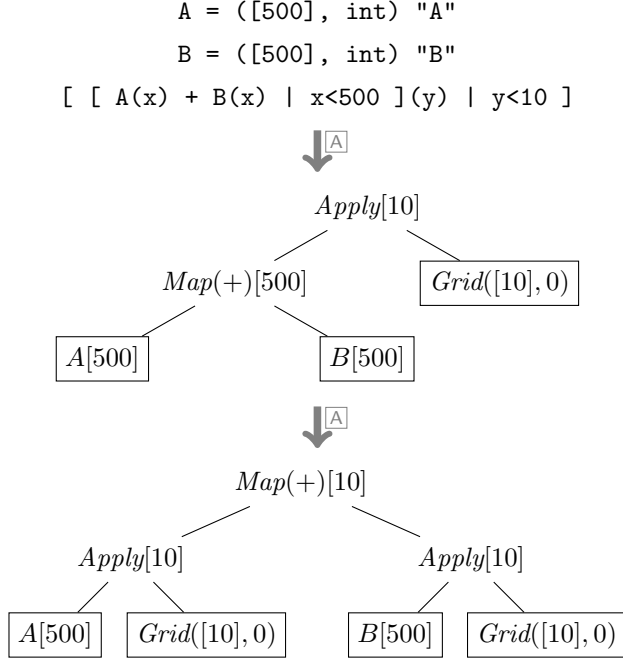 A = ([500], int) "A"
B = ([500], int) "B"
[ [ A(x) + B(x) | x<500 ](y) | y<10 ]
A
Apply[10]
Map(+)[500] Grid([10], 0)
A[500] B[500]
A
Map(+)[10]
Apply[10] Apply[10]
A[500] Grid([10], 0) B[500] Grid([10], 0)